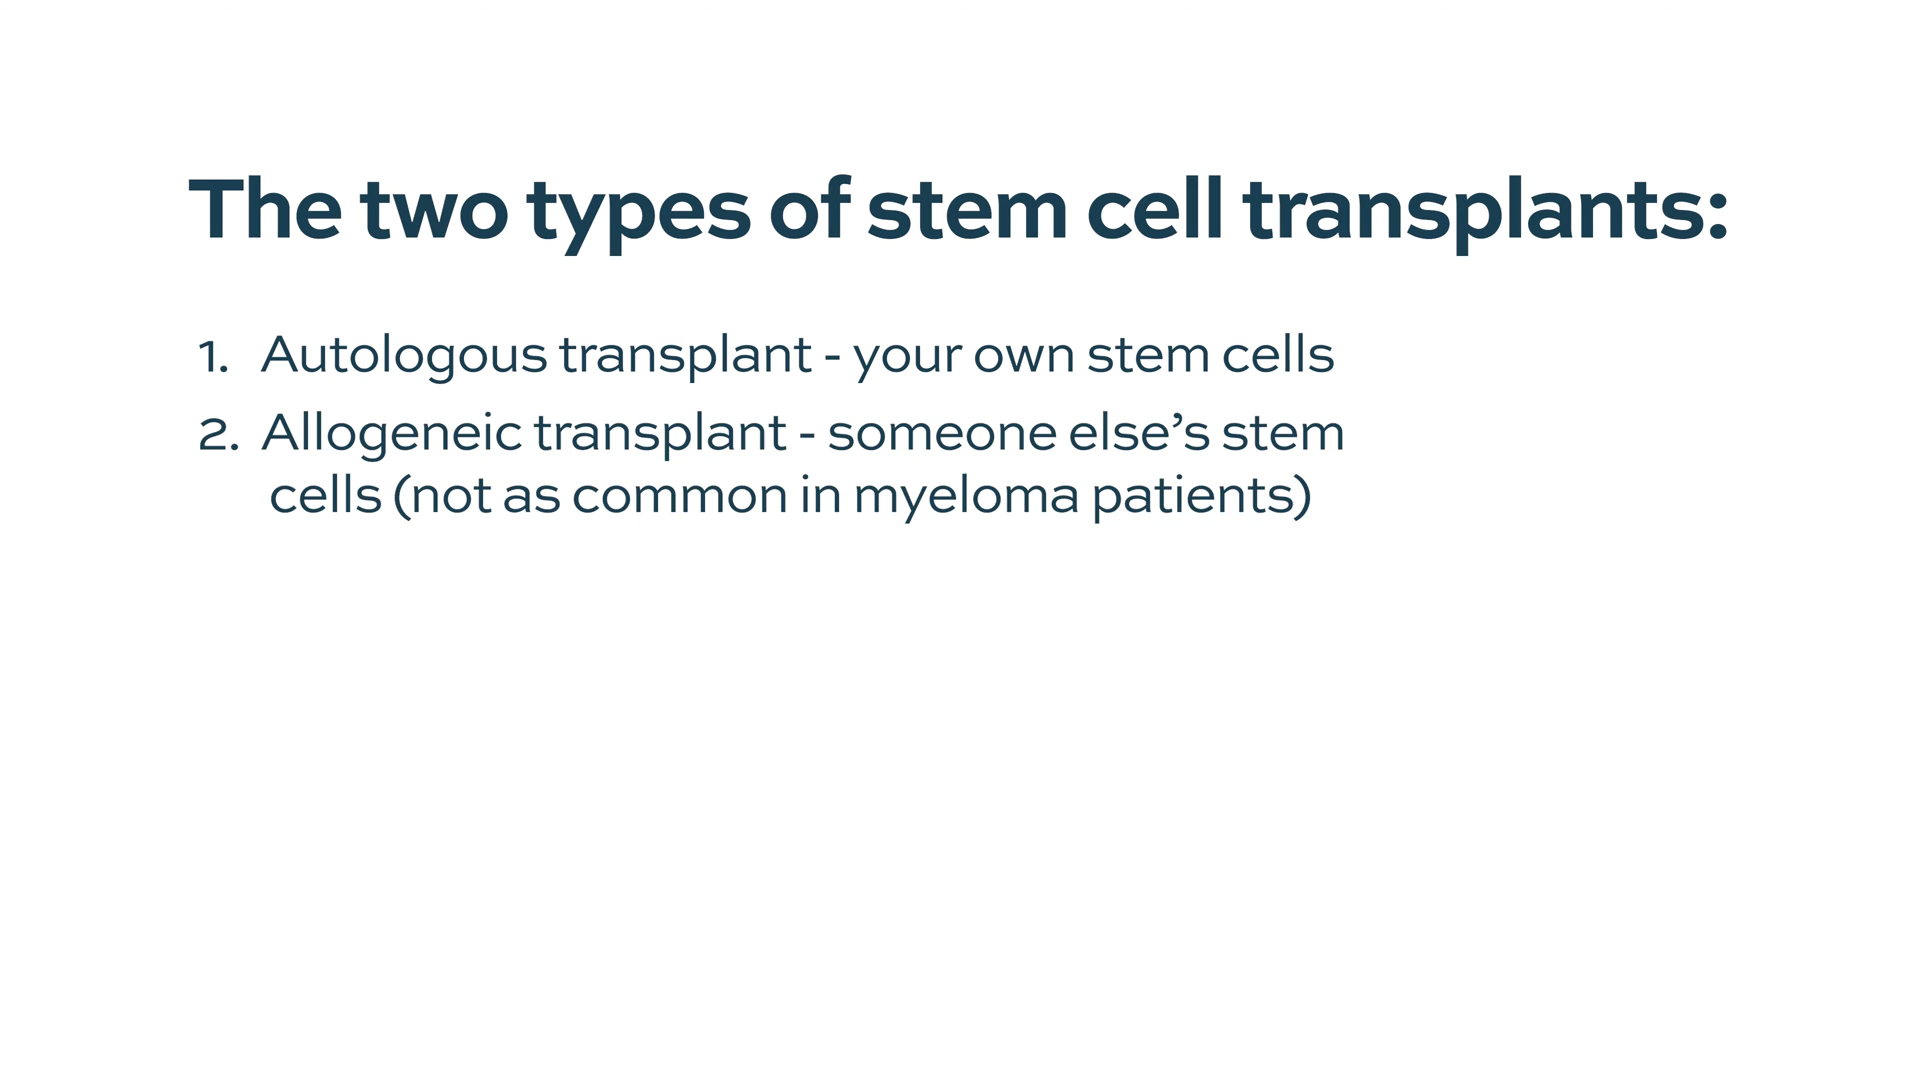 The two types of stem cell transplants:
1. Autologous transplant - your own stem cells
2. Allogeneic transplant - someone else’s stem
cells (not as common in myeloma patients)